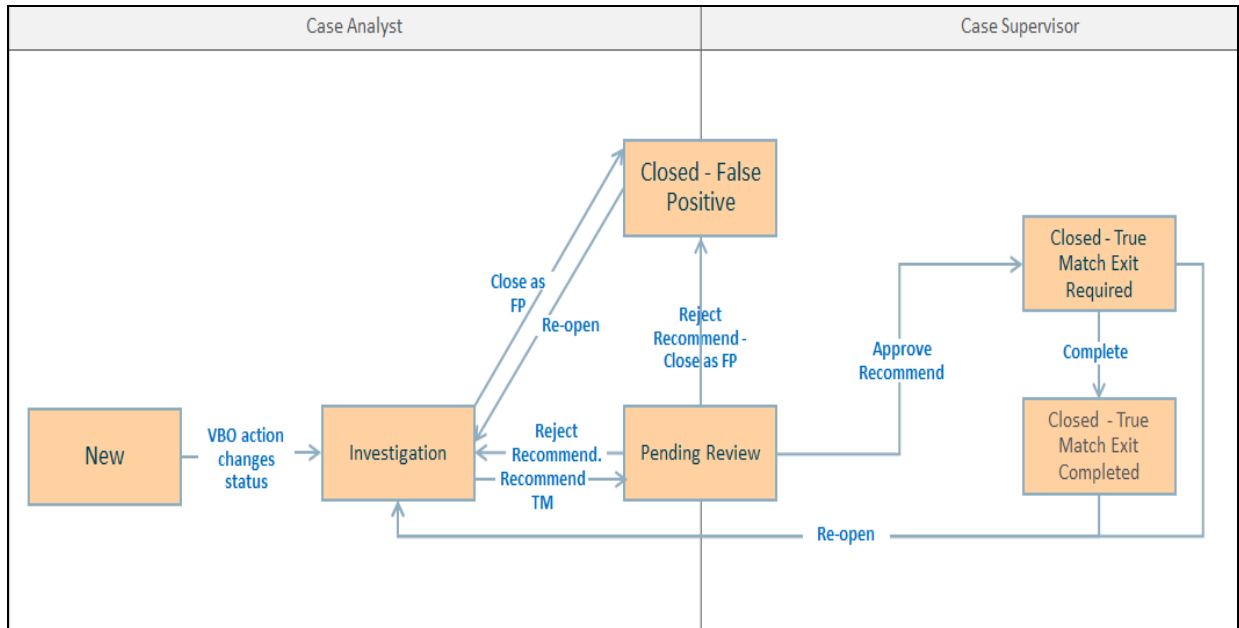 Case Analyst
Case Supervisor
Closed - False
Positive
Closed - True
Match Exit
Required
Close as
FP
Re-open
Reject
Recommend -
Close as FP
Approve
Recommend
Complete
New
VBO action
changes
status
Investigation
Reject
Recommend.
Recommend
TM
Pending Review
Closed - True
Match Exit
Completed
Re-open